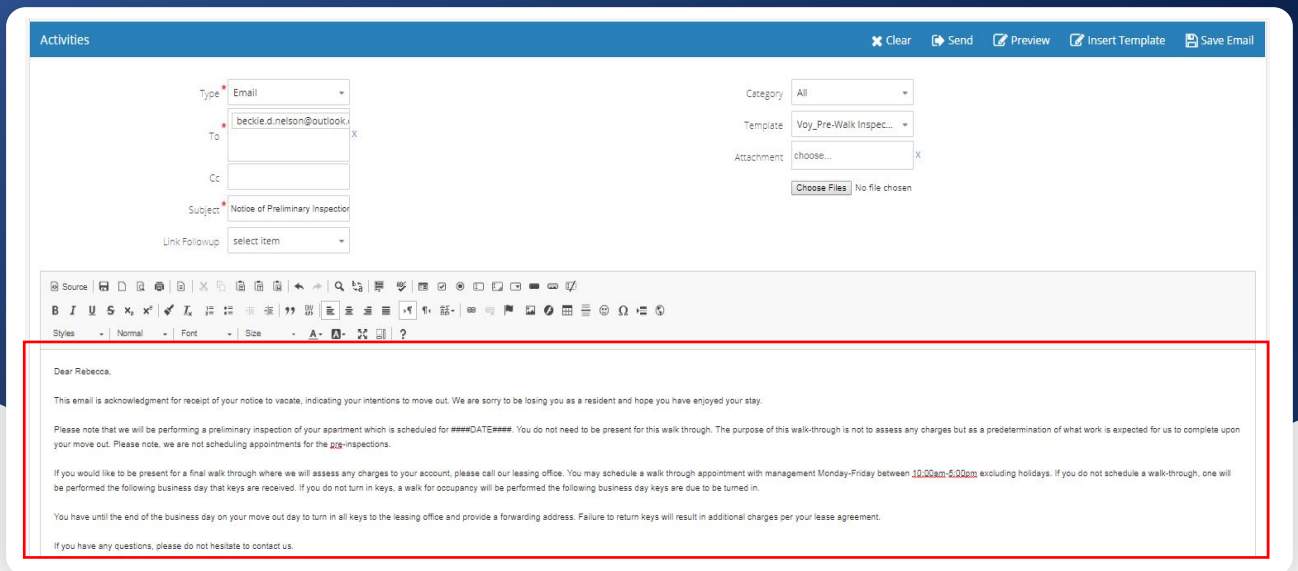 Activities
Clear
Send
Preview
Insert Template
Save Email
Type * Email
To * beckie.d.nelson@outlook.
X
Cc
Subject * Notice of Preliminary Inspection
Link Followup select item
Category All
Template Voy_Pre-Walk Inspec...
Attachment choose... X
Choose Files No file chosen
Source
B I U S x₂ x² Ix
Styles Normal Font Size A A ?
Dear Rebecca,
This email is acknowledgment for receipt of your notice to vacate, indicating your intentions to move out. We are sorry to be losing you as a resident and hope you have enjoyed your stay.
Please note that we will be performing a preliminary inspection of your apartment which is scheduled for ####DATE####. You do not need to be present for this walk through. The purpose of this walk-through is not to assess any charges but as a predetermination of what work is expected for us to complete upon
your move out. Please note, we are not scheduling appointments for the pre-inspections.
If you would like to be present for a final walk through where we will assess any charges to your account, please call our leasing office. You may schedule a walk through appointment with management Monday-Friday between 10:00am-5:00pm excluding holidays. If you do not schedule a walk-through, one will
be performed the following business day that keys are received. If you do not turn in keys, a walk for occupancy will be performed the following business day keys are due to be turned in.
You have until the end of the business day on your move out day to turn in all keys to the leasing office and provide a forwarding address. Failure to return keys will result in additional charges per your lease agreement.
If you have any questions, please do not hesitate to contact us.